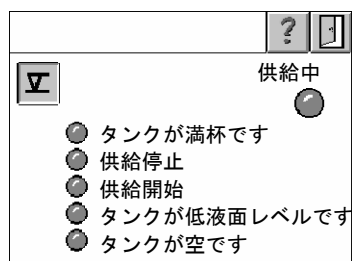 ?
供給中
タンクが満杯です
供給停止
供給開始
タンクが低液面レベルです
タンクが空です